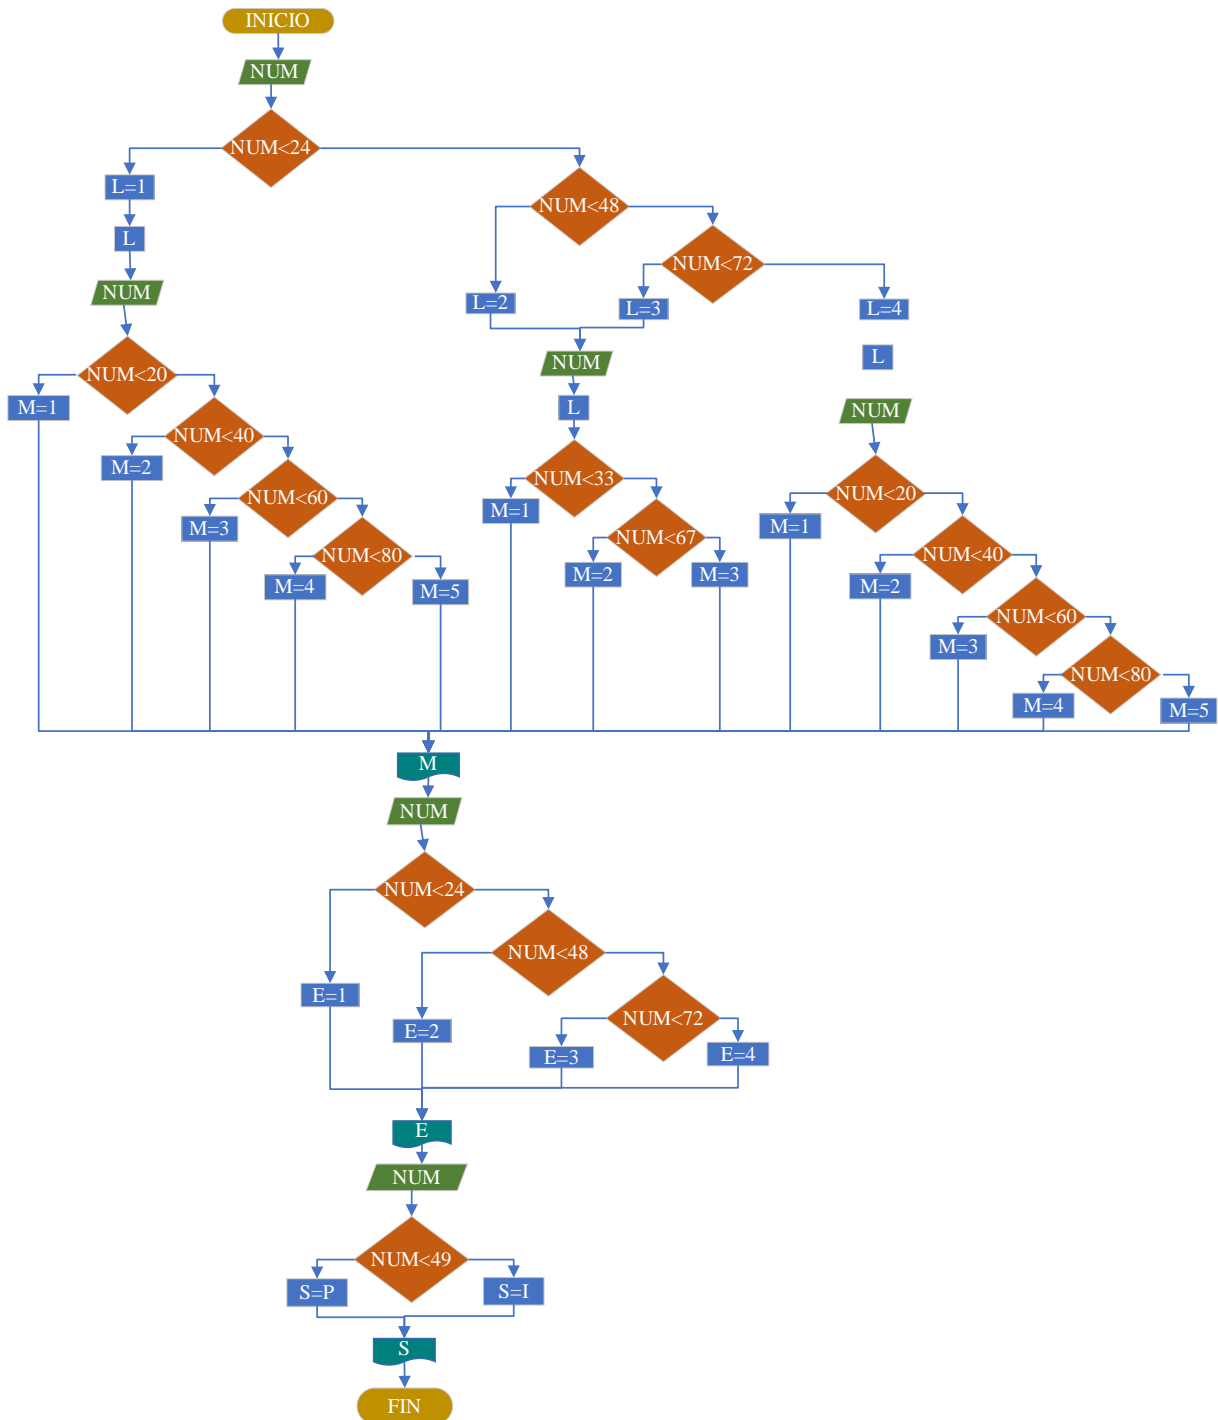 INICIO
NUM
NUM<24
L=1
NUM<48
L
NUM<72
NUM
L=2
L=3
L=4
NUM
L
NUM<20
M=1
L
NUM
NUM<40
M=2
NUM<33
M=1
NUM<20
M=1
NUM<60
M=3
NUM<67
M=2
M=3
NUM<40
M=2
NUM<80
M=4
M=5
NUM<60
M=3
NUM<80
M=4
M=5
M
NUM
NUM<24
NUM<48
E=1
NUM<72
E=2
E=3
E=4
E
NUM
NUM<49
S=P
S=I
S
FIN